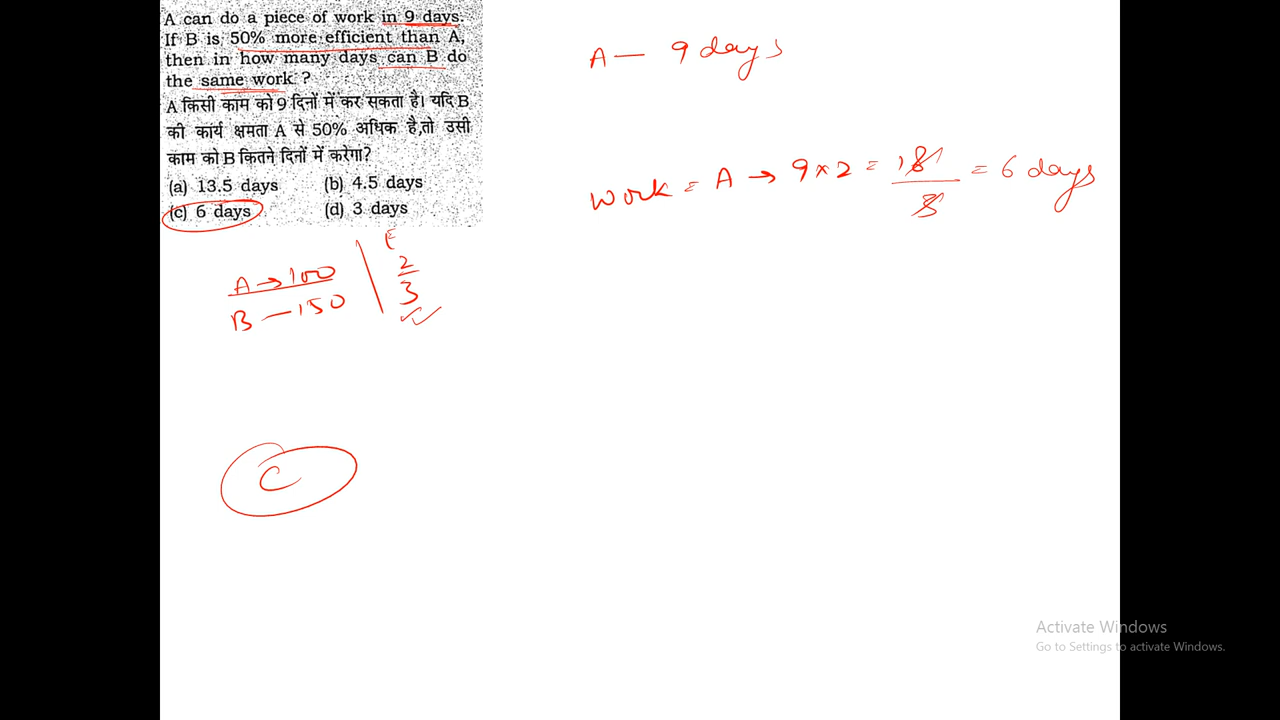 A can do a piece of work in 9 days.
If B is 50% more efficient than A,
then in how many days can B do
the same work ?
A किसी काम को 9 दिनों में कर सकता है। यदि B
की कार्य क्षमता A से 50% अधिक है,तो उसी
काम को B कितने दिनों में करेगा?
(a) 13.5 days (b) 4.5 days
(c) 6 days (d) 3 days
A → 100
B — 150
E
2
3
C
A — 9 days
work = A → 9 × 2 = 18 / 3 = 6 days
Activate Windows
Go to Settings to activate Windows.